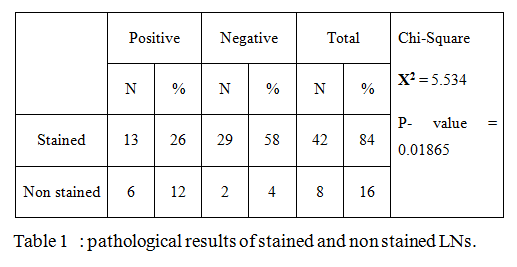 Positive Negative Total Chi-Square
X² = 5.534
N % N % N %
P- value =
0.01865
Stained 13 26 29 58 42 84
Non stained 6 12 2 4 8 16
Table 1 : pathological results of stained and non stained LNs.